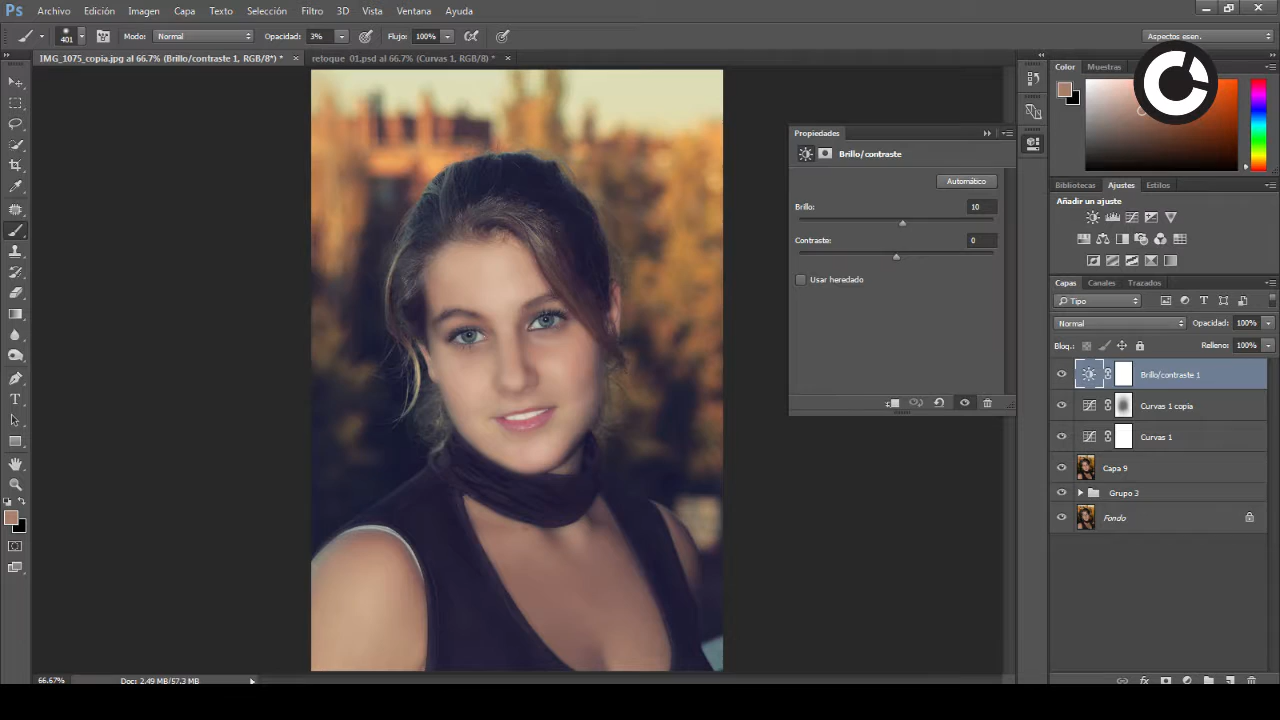 Ps Archivo Edición Imagen Capa Texto Selección Filtro 3D Vista Ventana Ayuda
401 Modo: Normal Opacidad: 3% Flujo: 100% Aspectos esen.
IMG_1075_copia.jpg al 66.7% (Brillo/contraste 1, RGB/8*) * × retoque_01.psd al 66.7% (Curvas 1, RGB/8) * ×
Color Muestras
Propiedades
Brillo/contraste
Automático
Brillo: 10
Contraste: 0
Usar heredado
Bibliotecas Ajustes Estilos
Añadir un ajuste
Capas Canales Trazados
Tipo
Normal Opacidad: 100%
Bloq.: Relleno: 100%
Brillo/contraste 1
Curvas 1 copia
Curvas 1
Capa 9
Grupo 3
Fondo
66.67% Doc: 2.49 MB/57.3 MB